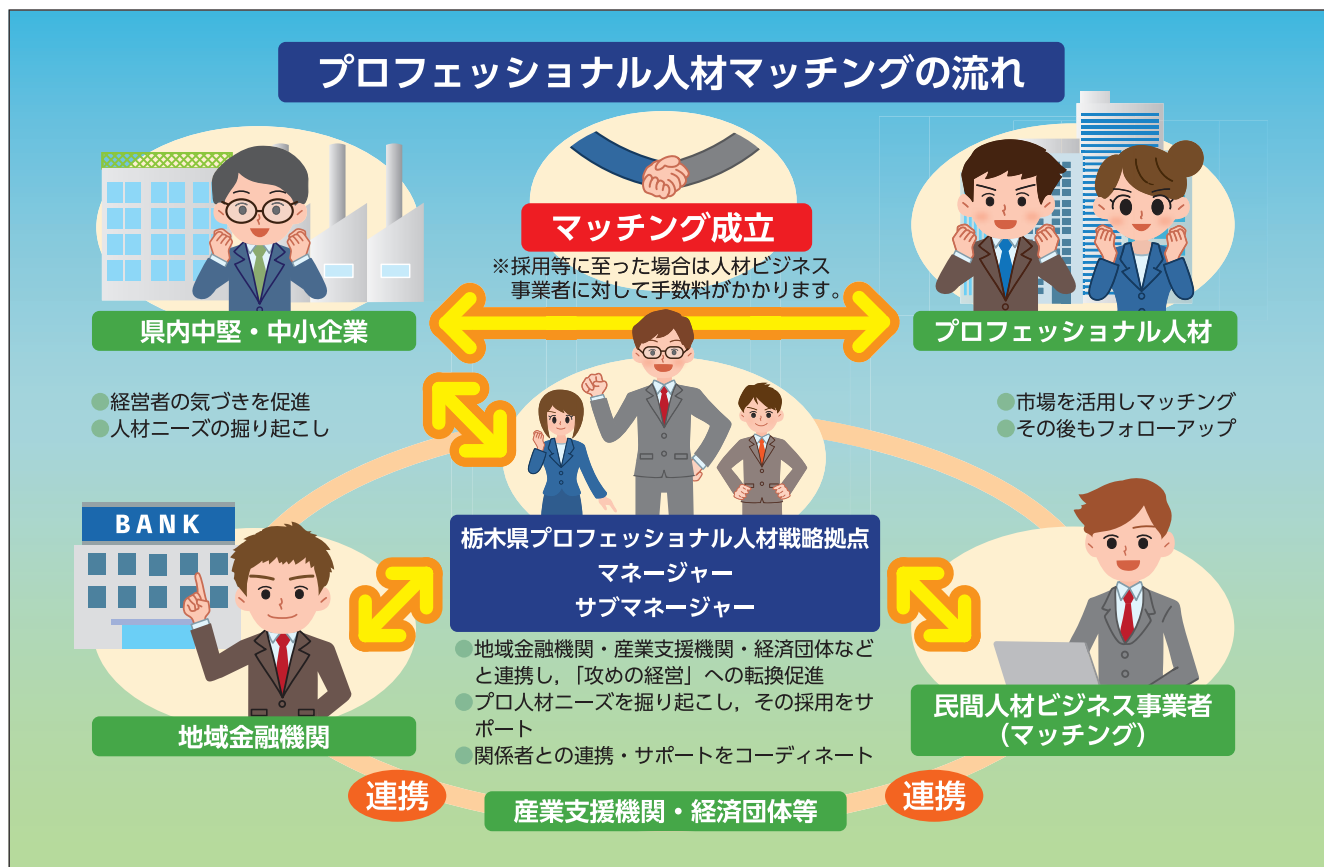 プロフェッショナル人材マッチングの流れ
マッチング成立
※採用等に至った場合は人材ビジネス
事業者に対して手数料がかかります。
県内中堅・中小企業
プロフェッショナル人材
●経営者の気づきを促進
●人材ニーズの掘り起こし
●市場を活用しマッチング
●その後もフォローアップ
BANK
栃木県プロフェッショナル人材戦略拠点
マネージャー
サブマネージャー
●地域金融機関・産業支援機関・経済団体など
と連携し，「攻めの経営」への転換促進
●プロ人材ニーズを掘り起こし，その採用をサ
ポート
●関係者との連携・サポートをコーディネート
地域金融機関
民間人材ビジネス事業者
（マッチング）
連携
産業支援機関・経済団体等
連携